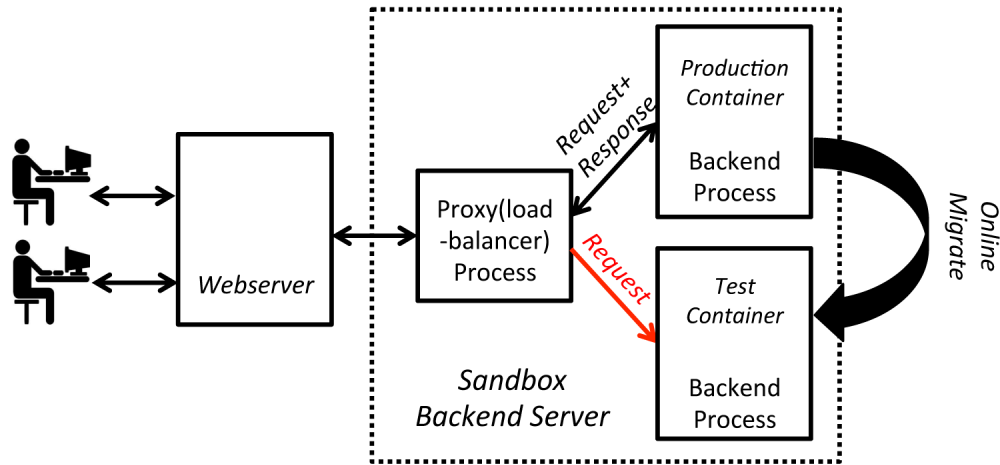 Webserver
Proxy(load
-balancer)
Process
Request+
Response
Request
Production
Container
Backend
Process
Test
Container
Backend
Process
Online
Migrate
Sandbox
Backend Server